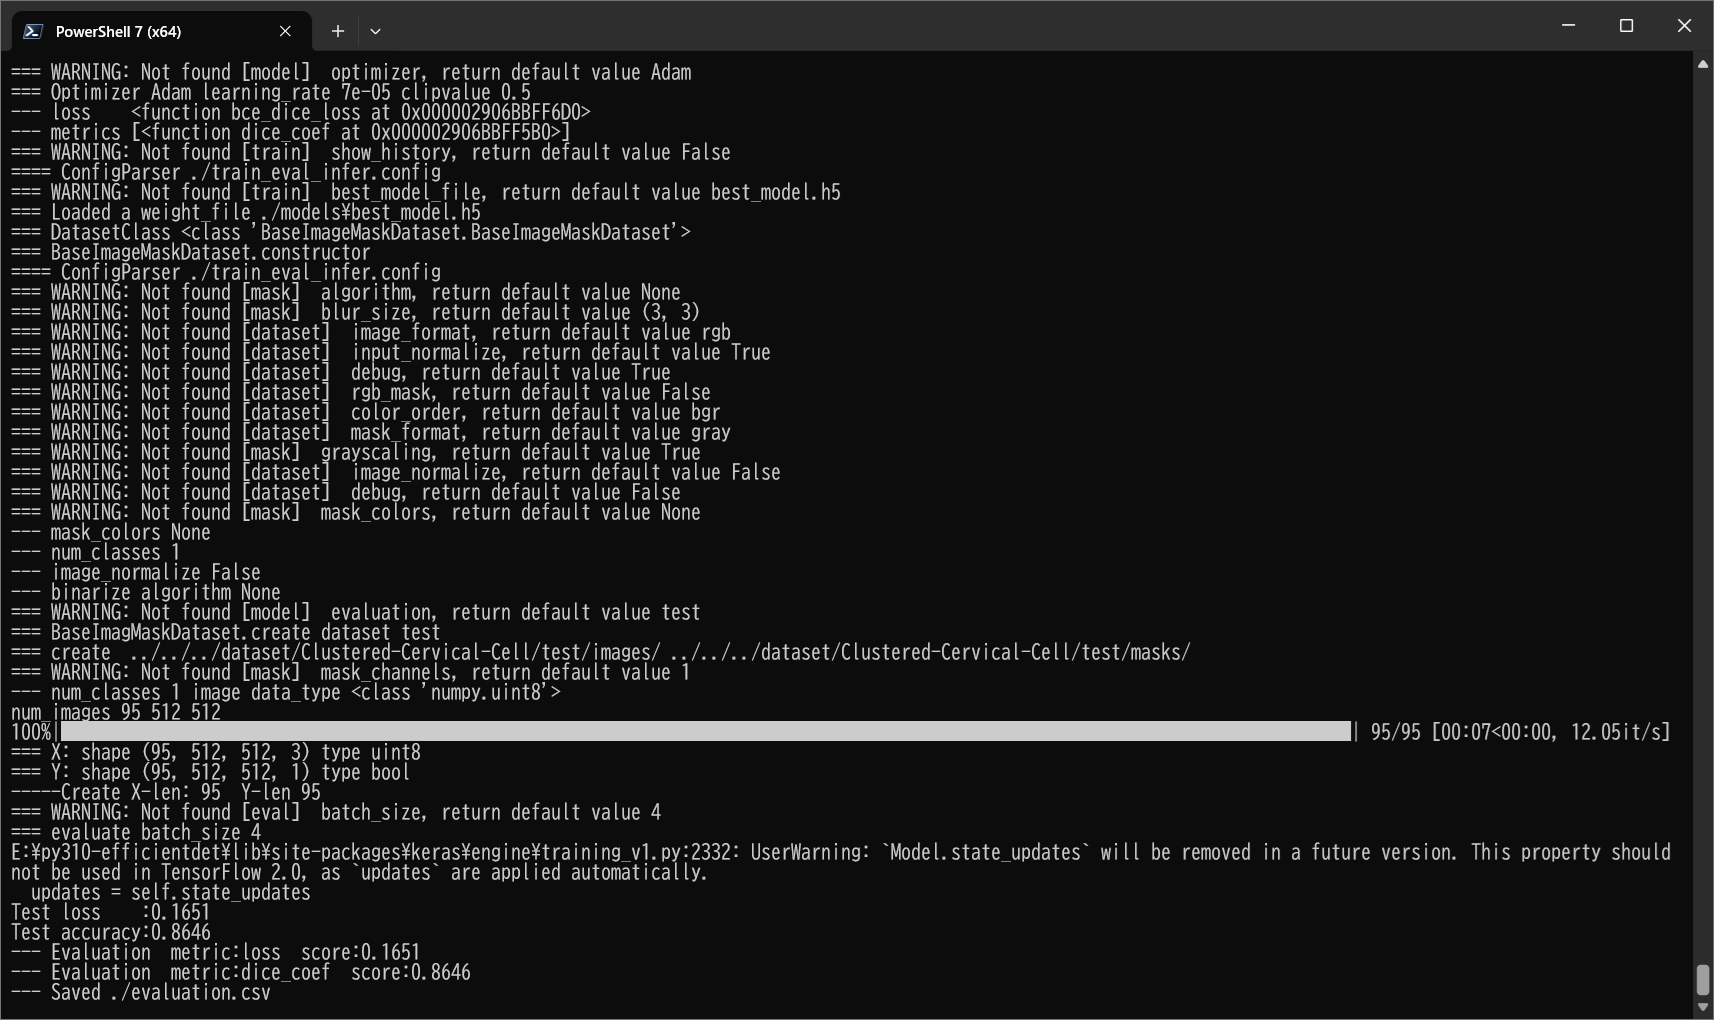 PowerShell 7 (x64)
=== WARNING: Not found [model]  optimizer, return default value Adam
=== Optimizer Adam learning_rate 7e-05 clipvalue 0.5
--- loss    <function bce_dice_loss at 0x000002906BBFF6D0>
--- metrics [<function dice_coef at 0x000002906BBFF5B0>]
=== WARNING: Not found [train]  show_history, return default value False
==== ConfigParser ./train_eval_infer.config
=== WARNING: Not found [train]  best_model_file, return default value best_model.h5
=== Loaded a weight_file ./models¥best_model.h5
=== DatasetClass <class 'BaseImageMaskDataset.BaseImageMaskDataset'>
=== BaseImageMaskDataset.constructor
==== ConfigParser ./train_eval_infer.config
=== WARNING: Not found [mask]  algorithm, return default value None
=== WARNING: Not found [mask]  blur_size, return default value (3, 3)
=== WARNING: Not found [dataset]  image_format, return default value rgb
=== WARNING: Not found [dataset]  input_normalize, return default value True
=== WARNING: Not found [dataset]  debug, return default value True
=== WARNING: Not found [dataset]  rgb_mask, return default value False
=== WARNING: Not found [dataset]  color_order, return default value bgr
=== WARNING: Not found [dataset]  mask_format, return default value gray
=== WARNING: Not found [mask]  grayscaling, return default value True
=== WARNING: Not found [dataset]  image_normalize, return default value False
=== WARNING: Not found [dataset]  debug, return default value False
=== WARNING: Not found [mask]  mask_colors, return default value None
--- mask_colors None
--- num_classes 1
--- image_normalize False
--- binarize algorithm None
=== WARNING: Not found [model]  evaluation, return default value test
=== BaseImagMaskDataset.create dataset test
=== create  ../../../dataset/Clustered-Cervical-Cell/test/images/ ../../../dataset/Clustered-Cervical-Cell/test/masks/
=== WARNING: Not found [mask]  mask_channels, return default value 1
--- num_classes 1 image data_type <class 'numpy.uint8'>
num_images 95 512 512
100%| | 95/95 [00:07<00:00, 12.05it/s]
=== X: shape (95, 512, 512, 3) type uint8
=== Y: shape (95, 512, 512, 1) type bool
-----Create X-len: 95  Y-len 95
=== WARNING: Not found [eval]  batch_size, return default value 4
=== evaluate batch_size 4
E:¥py310-efficientdet¥lib¥site-packages¥keras¥engine¥training_v1.py:2332: UserWarning: `Model.state_updates` will be removed in a future version. This property should
not be used in TensorFlow 2.0, as `updates` are applied automatically.
  updates = self.state_updates
Test loss    :0.1651
Test accuracy:0.8646
--- Evaluation  metric:loss  score:0.1651
--- Evaluation  metric:dice_coef  score:0.8646
--- Saved ./evaluation.csv